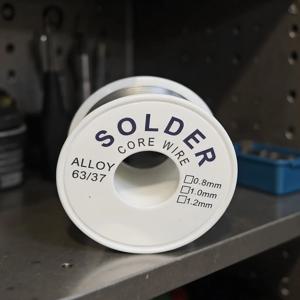 SOLDER
CORE WIRE
ALLOY
63/37
☐0.8mm
☐1.0mm
☐1.2mm